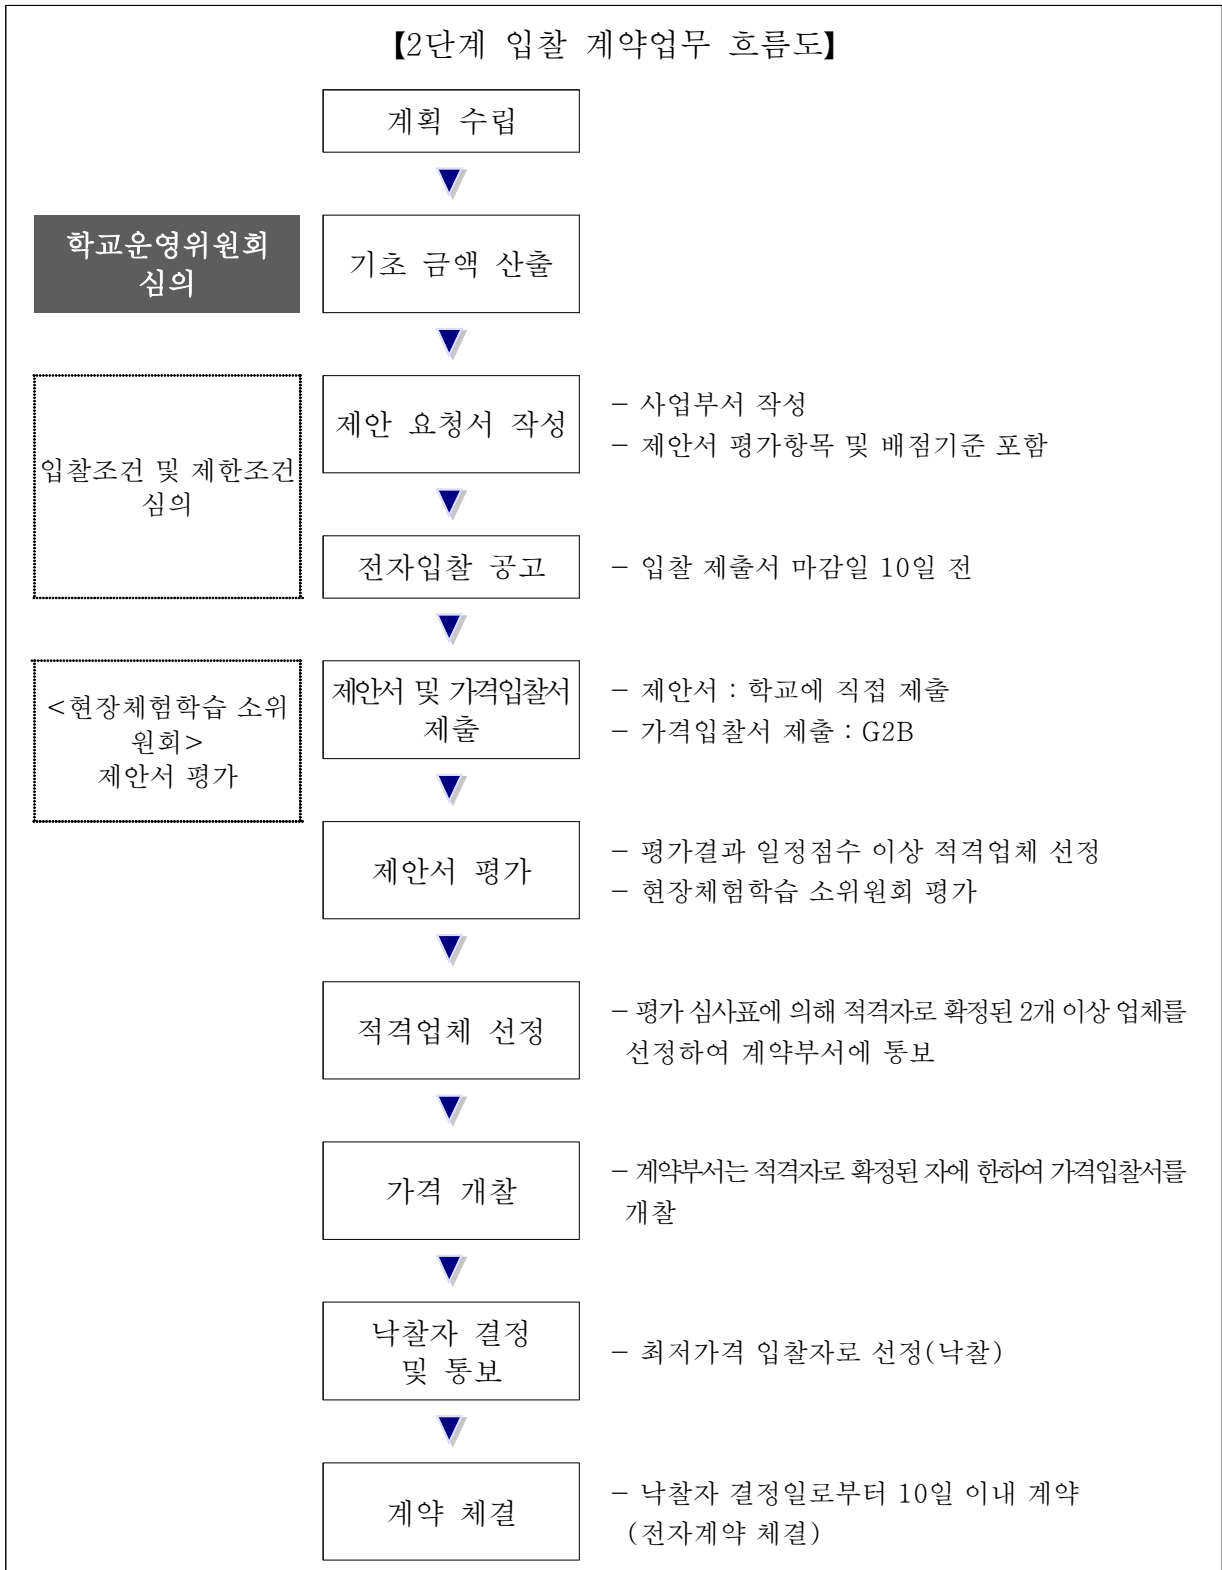 【2단계 입찰 계약업무 흐름도】
계획 수립
학교운영위원회
심의
기초 금액 산출
입찰조건 및 제한조건
심의
제안 요청서 작성
- 사업부서 작성
- 제안서 평가항목 및 배점기준 포함
전자입찰 공고
- 입찰 제출서 마감일 10일 전
<현장체험학습 소위
원회>
제안서 평가
제안서 및 가격입찰서
제출
- 제안서 : 학교에 직접 제출
- 가격입찰서 제출 : G2B
제안서 평가
- 평가결과 일정점수 이상 적격업체 선정
- 현장체험학습 소위원회 평가
적격업체 선정
- 평가 심사표에 의해 적격자로 확정된 2개 이상 업체를
선정하여 계약부서에 통보
가격 개찰
- 계약부서는 적격자로 확정된 자에 한하여 가격입찰서를
개찰
낙찰자 결정
및 통보
- 최저가격 입찰자로 선정(낙찰)
계약 체결
- 낙찰자 결정일로부터 10일 이내 계약
(전자계약 체결)